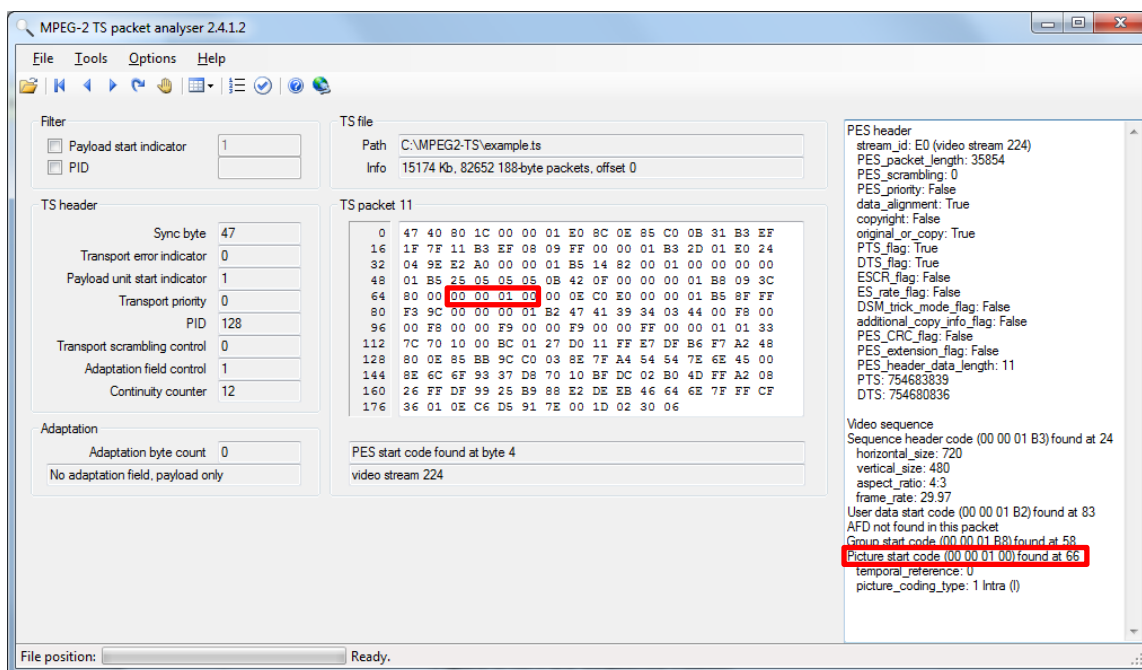 MPEG-2 TS packet analyser 2.4.1.2
File Tools Options Help
Filter
Payload start indicator 1
PID
TS header
Sync byte 47
Transport error indicator 0
Payload unit start indicator 1
Transport priority 0
PID 128
Transport scrambling control 0
Adaptation field control 1
Continuity counter 12
Adaptation
Adaptation byte count 0
No adaptation field, payload only
TS file
Path C:\MPEG2-TS\example.ts
Info 15174 Kb, 82652 188-byte packets, offset 0
TS packet 11
0 47 40 80 1C 00 00 01 E0 8C 0E 85 C0 0B 31 B3 EF
16 1F 7F 11 B3 EF 08 09 FF 00 00 01 B3 2D 01 E0 24
32 04 9E E2 A0 00 00 01 B5 14 82 00 01 00 00 00 00
48 01 B5 25 05 05 05 0B 42 0F 00 00 00 01 B8 09 3C
64 80 00 00 00 01 00 00 0E C0 E0 00 00 01 B5 8F FF
80 F3 9C 00 00 00 01 B2 47 41 39 34 03 44 00 F8 00
96 00 F8 00 00 F9 00 00 F9 00 00 FF 00 00 01 01 33
112 7C 70 10 00 BC 01 27 D0 11 FF E7 DF B6 F7 A2 48
128 80 0E 85 BB 9C C0 03 8E 7F A4 54 54 7E 6E 45 00
144 8E 6C 6F 93 37 D8 70 10 BF DC 02 B0 4D FF A2 08
160 26 FF DF 99 25 B9 88 E2 DE EB 46 64 6E 7F FF CF
176 36 01 0E C6 D5 91 7E 00 1D 02 30 06
PES start code found at byte 4
video stream 224
PES header
stream_id: E0 (video stream 224)
PES_packet_length: 35854
PES_scrambling: 0
PES_priority: False
data_alignment: True
copyright: False
original_or_copy: True
PTS_flag: True
DTS_flag: True
ESCR_flag: False
ES_rate_flag: False
DSM_trick_mode_flag: False
additional_copy_info_flag: False
PES_CRC_flag: False
PES_extension_flag: False
PES_header_data_length: 11
PTS: 754683839
DTS: 754680836
Video sequence
Sequence header code (00 00 01 B3) found at 24
horizontal_size: 720
vertical_size: 480
aspect_ratio: 4:3
frame_rate: 29.97
User data start code (00 00 01 B2) found at 83
AFD not found in this packet
Group start code (00 00 01 B8) found at 58
Picture start code (00 00 01 00) found at 66
temporal_reference: 0
picture_coding_type: 1 Intra (I)
File position:
Ready.